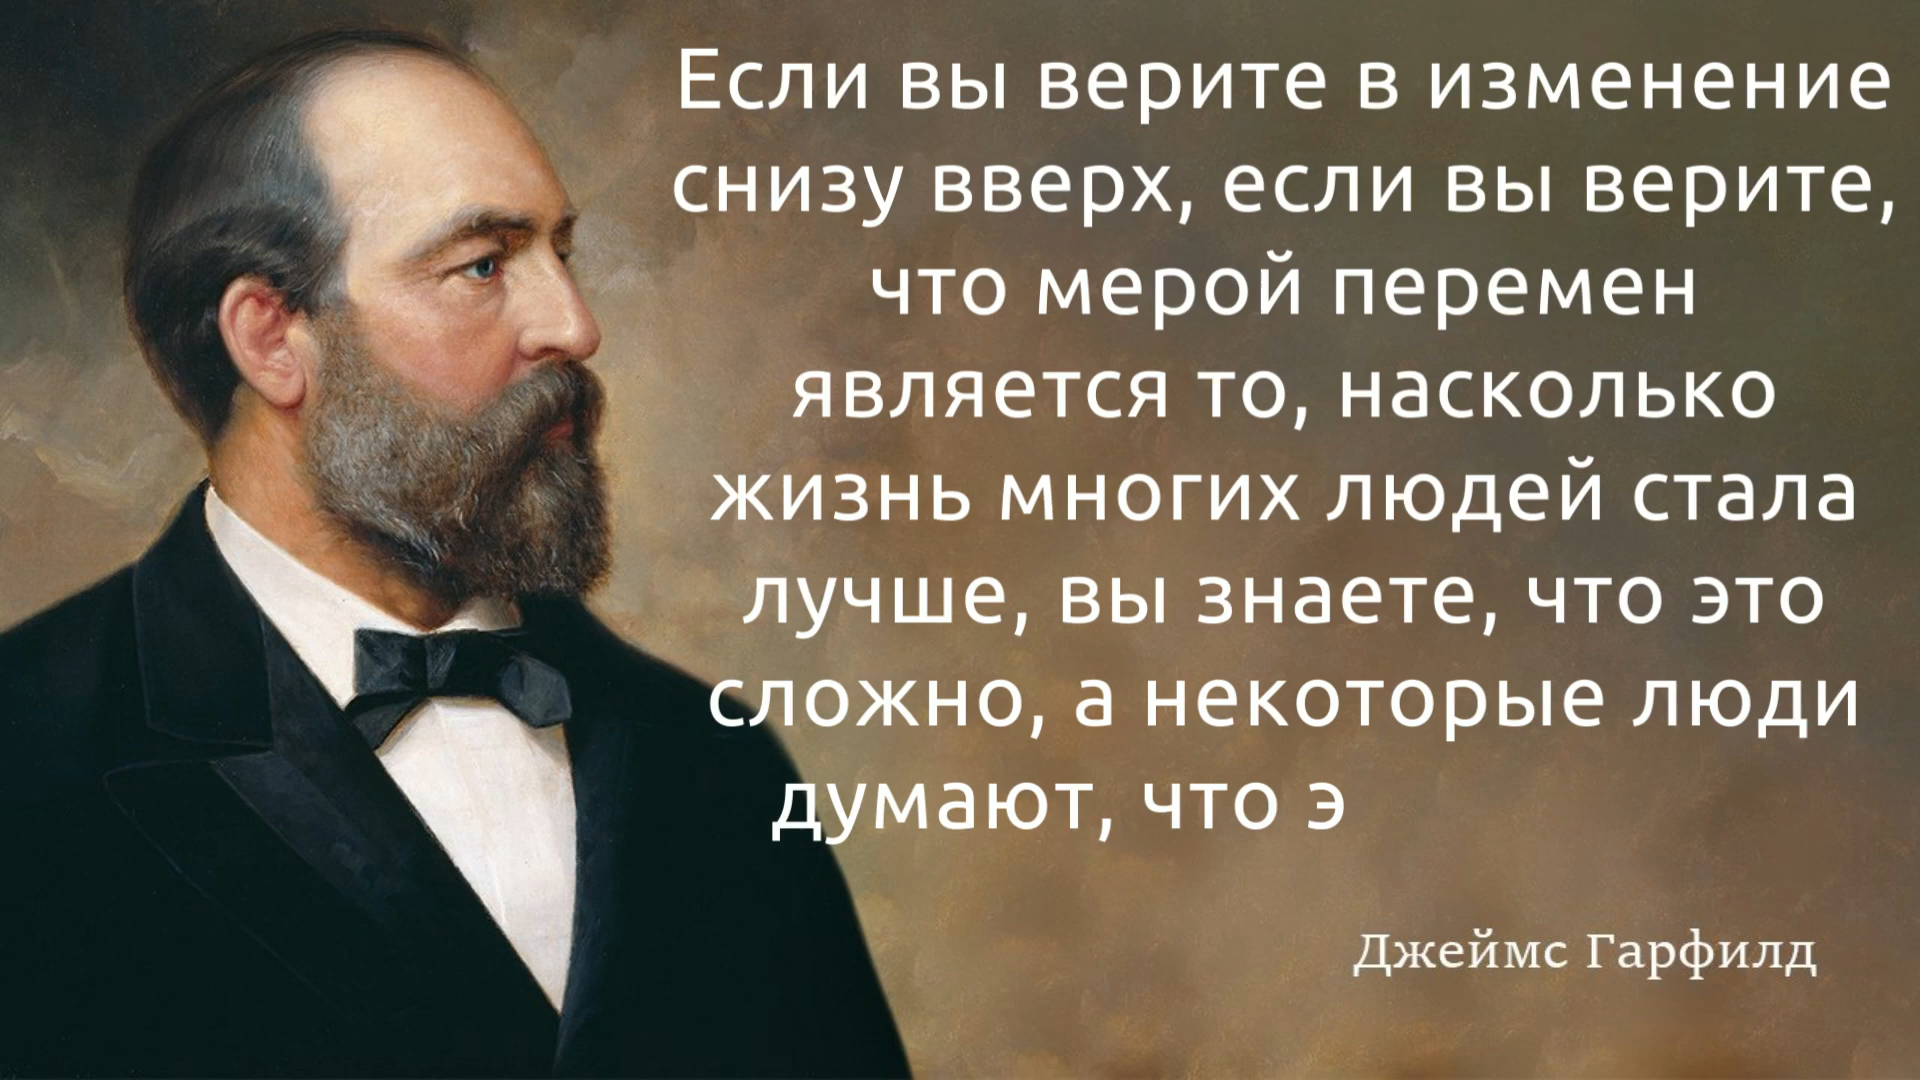 Если вы верите в изменение
снизу вверх, если вы верите,
что мерой перемен
является то, насколько
жизнь многих людей стала
лучше, вы знаете, что это
сложно, а некоторые люди
думают, что э
Джеймс Гарфилд